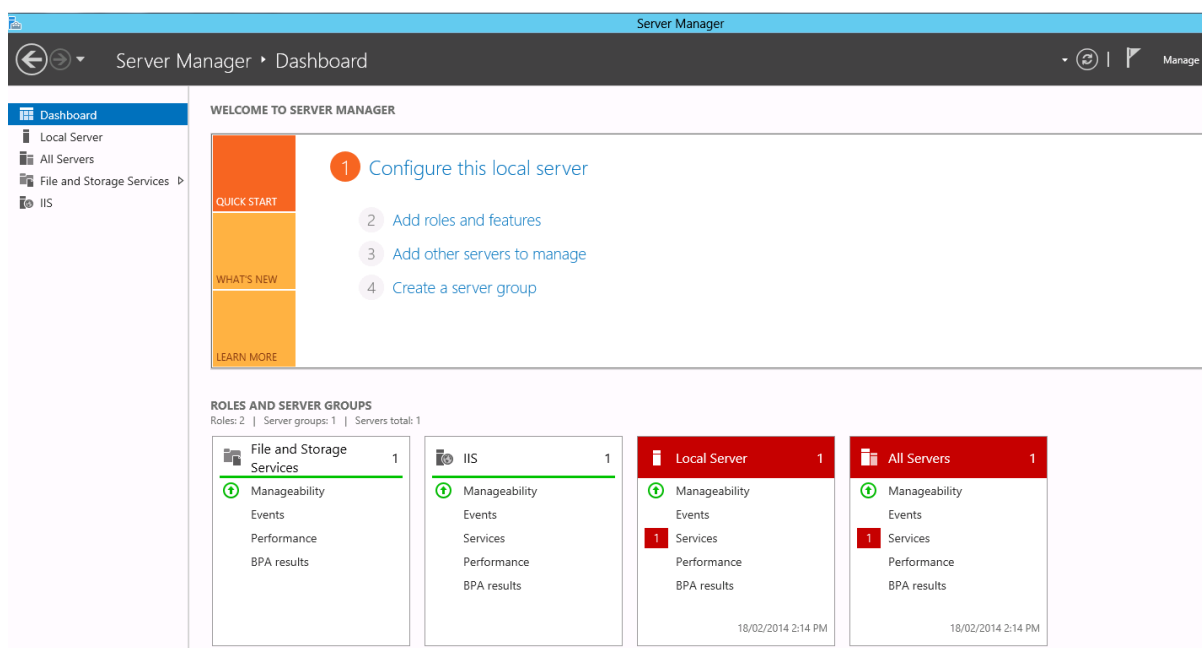 Server Manager
Server Manager ‣ Dashboard
Manage
Dashboard
Local Server
All Servers
File and Storage Services
IIS
WELCOME TO SERVER MANAGER
QUICK START
WHAT'S NEW
LEARN MORE
1 Configure this local server
2 Add roles and features
3 Add other servers to manage
4 Create a server group
ROLES AND SERVER GROUPS
Roles: 2 | Server groups: 1 | Servers total: 1
File and Storage
Services 1
Manageability
Events
Performance
BPA results
IIS 1
Manageability
Events
Services
Performance
BPA results
Local Server 1
Manageability
Events
1 Services
Performance
BPA results
18/02/2014 2:14 PM
All Servers 1
Manageability
Events
1 Services
Performance
BPA results
18/02/2014 2:14 PM